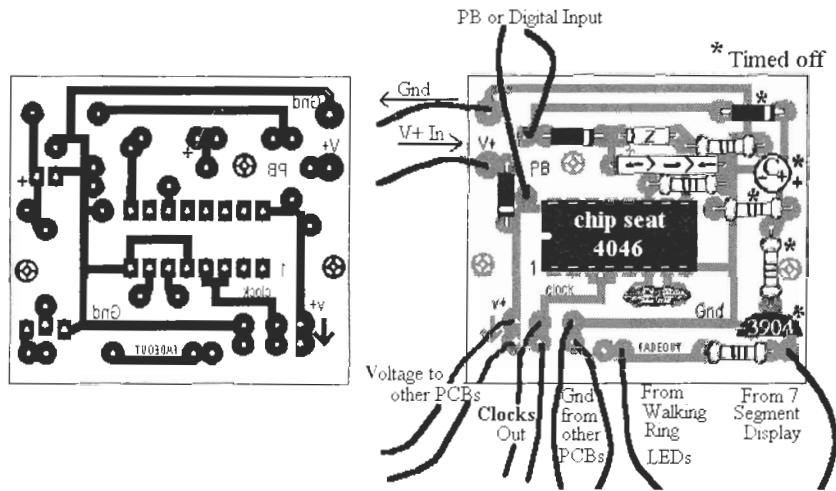 PB or Digital Input
* Timed off
Gnd
V+ In
Gnd
V+
+
+
PB
1
clock
Gnd
V+
FADEOUT
V+
PB
*
Z
*
C4
+
*
chip seat
4046
*
1
clock
Gnd
v+
3904
*
FADEOUT
Voltage to
other PCBs
Clocks
Out
Gnd
from
other
PCBs
From
Walking
Ring
LEDs
From 7
Segment
Display